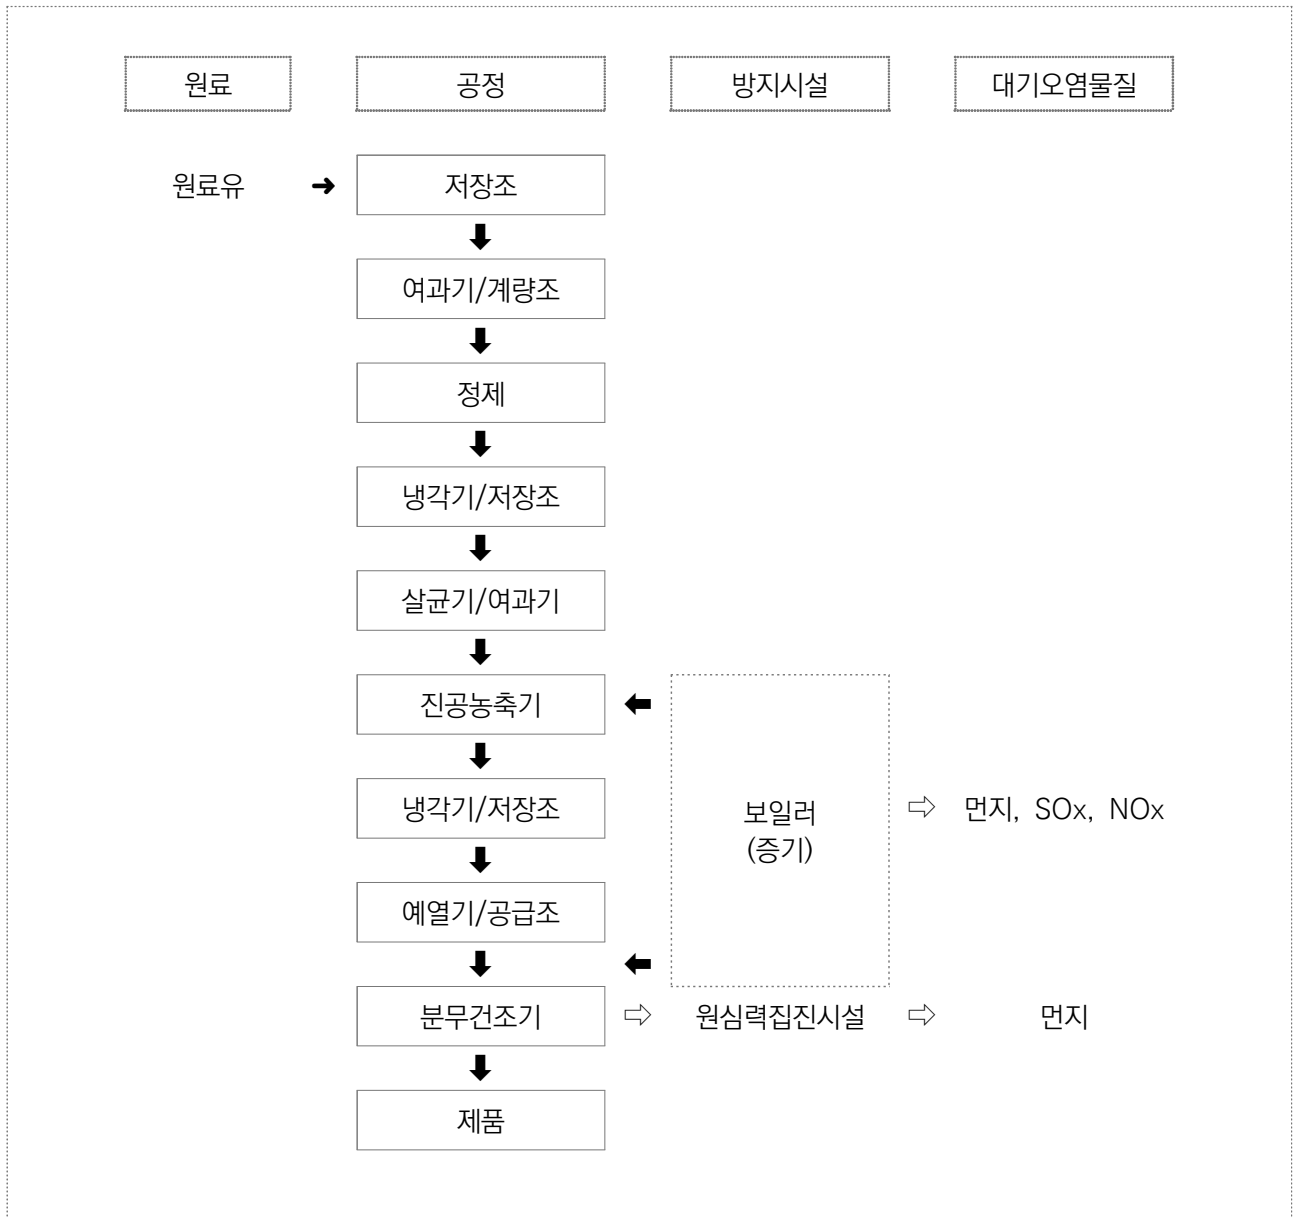 원료 공정 방지시설 대기오염물질
원료유 → 저장조
여과기/계량조
정제
냉각기/저장조
살균기/여과기
진공농축기
냉각기/저장조
보일러
(증기)
먼지, SOx, NOx
예열기/공급조
분무건조기 원심력집진시설 먼지
제품